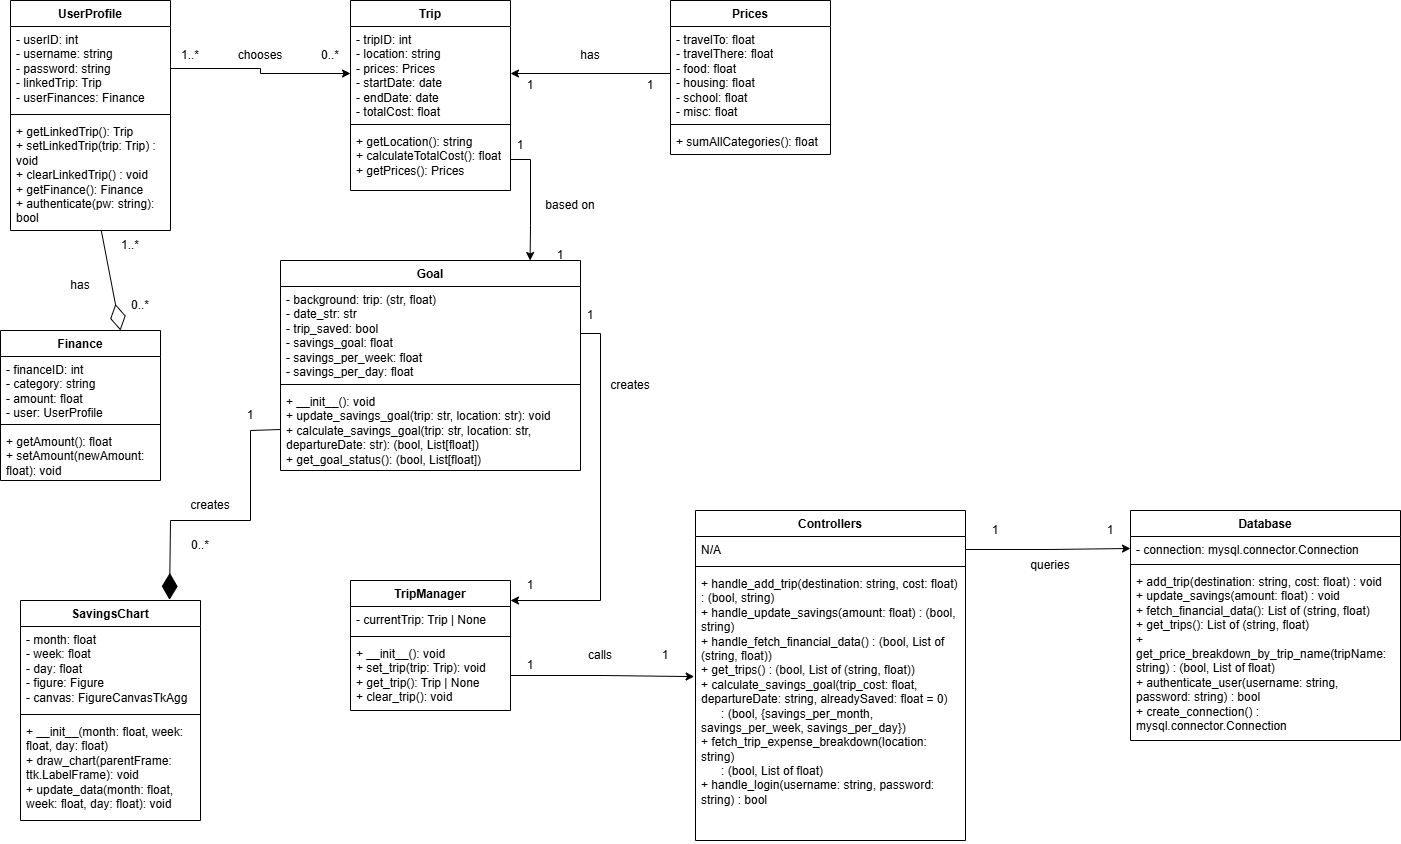 UserProfile
- userID: int
- username: string
- password: string
- linkedTrip: Trip
- userFinances: Finance
+ getLinkedTrip(): Trip
+ setLinkedTrip(trip: Trip) :
void
+ clearLinkedTrip() : void
+ getFinance(): Finance
+ authenticate(pw: string):
bool
1..*
chooses
0..*
Trip
- tripID: int
- location: string
- prices: Prices
- startDate: date
- endDate: date
- totalCost: float
+ getLocation(): string
+ calculateTotalCost(): float
+ getPrices(): Prices
has
1
1
Prices
- travelTo: float
- travelThere: float
- food: float
- housing: float
- school: float
- misc: float
+ sumAllCategories(): float
1
based on
1
1..*
has
0..*
Finance
- financeID: int
- category: string
- amount: float
- user: UserProfile
+ getAmount(): float
+ setAmount(newAmount:
float): void
Goal
- background: trip: (str, float)
- date_str: str
- trip_saved: bool
- savings_goal: float
- savings_per_week: float
- savings_per_day: float
+ __init__(): void
+ update_savings_goal(trip: str, location: str): void
+ calculate_savings_goal(trip: str, location: str,
departureDate: str): (bool, List[float])
+ get_goal_status(): (bool, List[float])
1
creates
1
1
creates
0..*
SavingsChart
- month: float
- week: float
- day: float
- figure: Figure
- canvas: FigureCanvasTkAgg
+ __init__(month: float, week:
float, day: float)
+ draw_chart(parentFrame:
ttk.LabelFrame): void
+ update_data(month: float,
week: float, day: float): void
TripManager
- currentTrip: Trip | None
+ __init__(): void
+ set_trip(trip: Trip): void
+ get_trip(): Trip | None
+ clear_trip(): void
1
calls
1
Controllers
N/A
+ handle_add_trip(destination: string, cost: float)
: (bool, string)
+ handle_update_savings(amount: float) : (bool,
string)
+ handle_fetch_financial_data() : (bool, List of
(string, float))
+ get_trips() : (bool, List of (string, float))
+ calculate_savings_goal(trip_cost: float,
departureDate: string, alreadySaved: float = 0)
: (bool, {savings_per_month,
savings_per_week, savings_per_day})
+ fetch_trip_expense_breakdown(location:
string)
: (bool, List of float)
+ handle_login(username: string, password:
string) : bool
1
1
queries
Database
- connection: mysql.connector.Connection
+ add_trip(destination: string, cost: float) : void
+ update_savings(amount: float) : void
+ fetch_financial_data(): List of (string, float)
+ get_trips(): List of (string, float)
+
get_price_breakdown_by_trip_name(tripName:
string) : (bool, List of float)
+ authenticate_user(username: string,
password: string) : bool
+ create_connection() :
mysql.connector.Connection